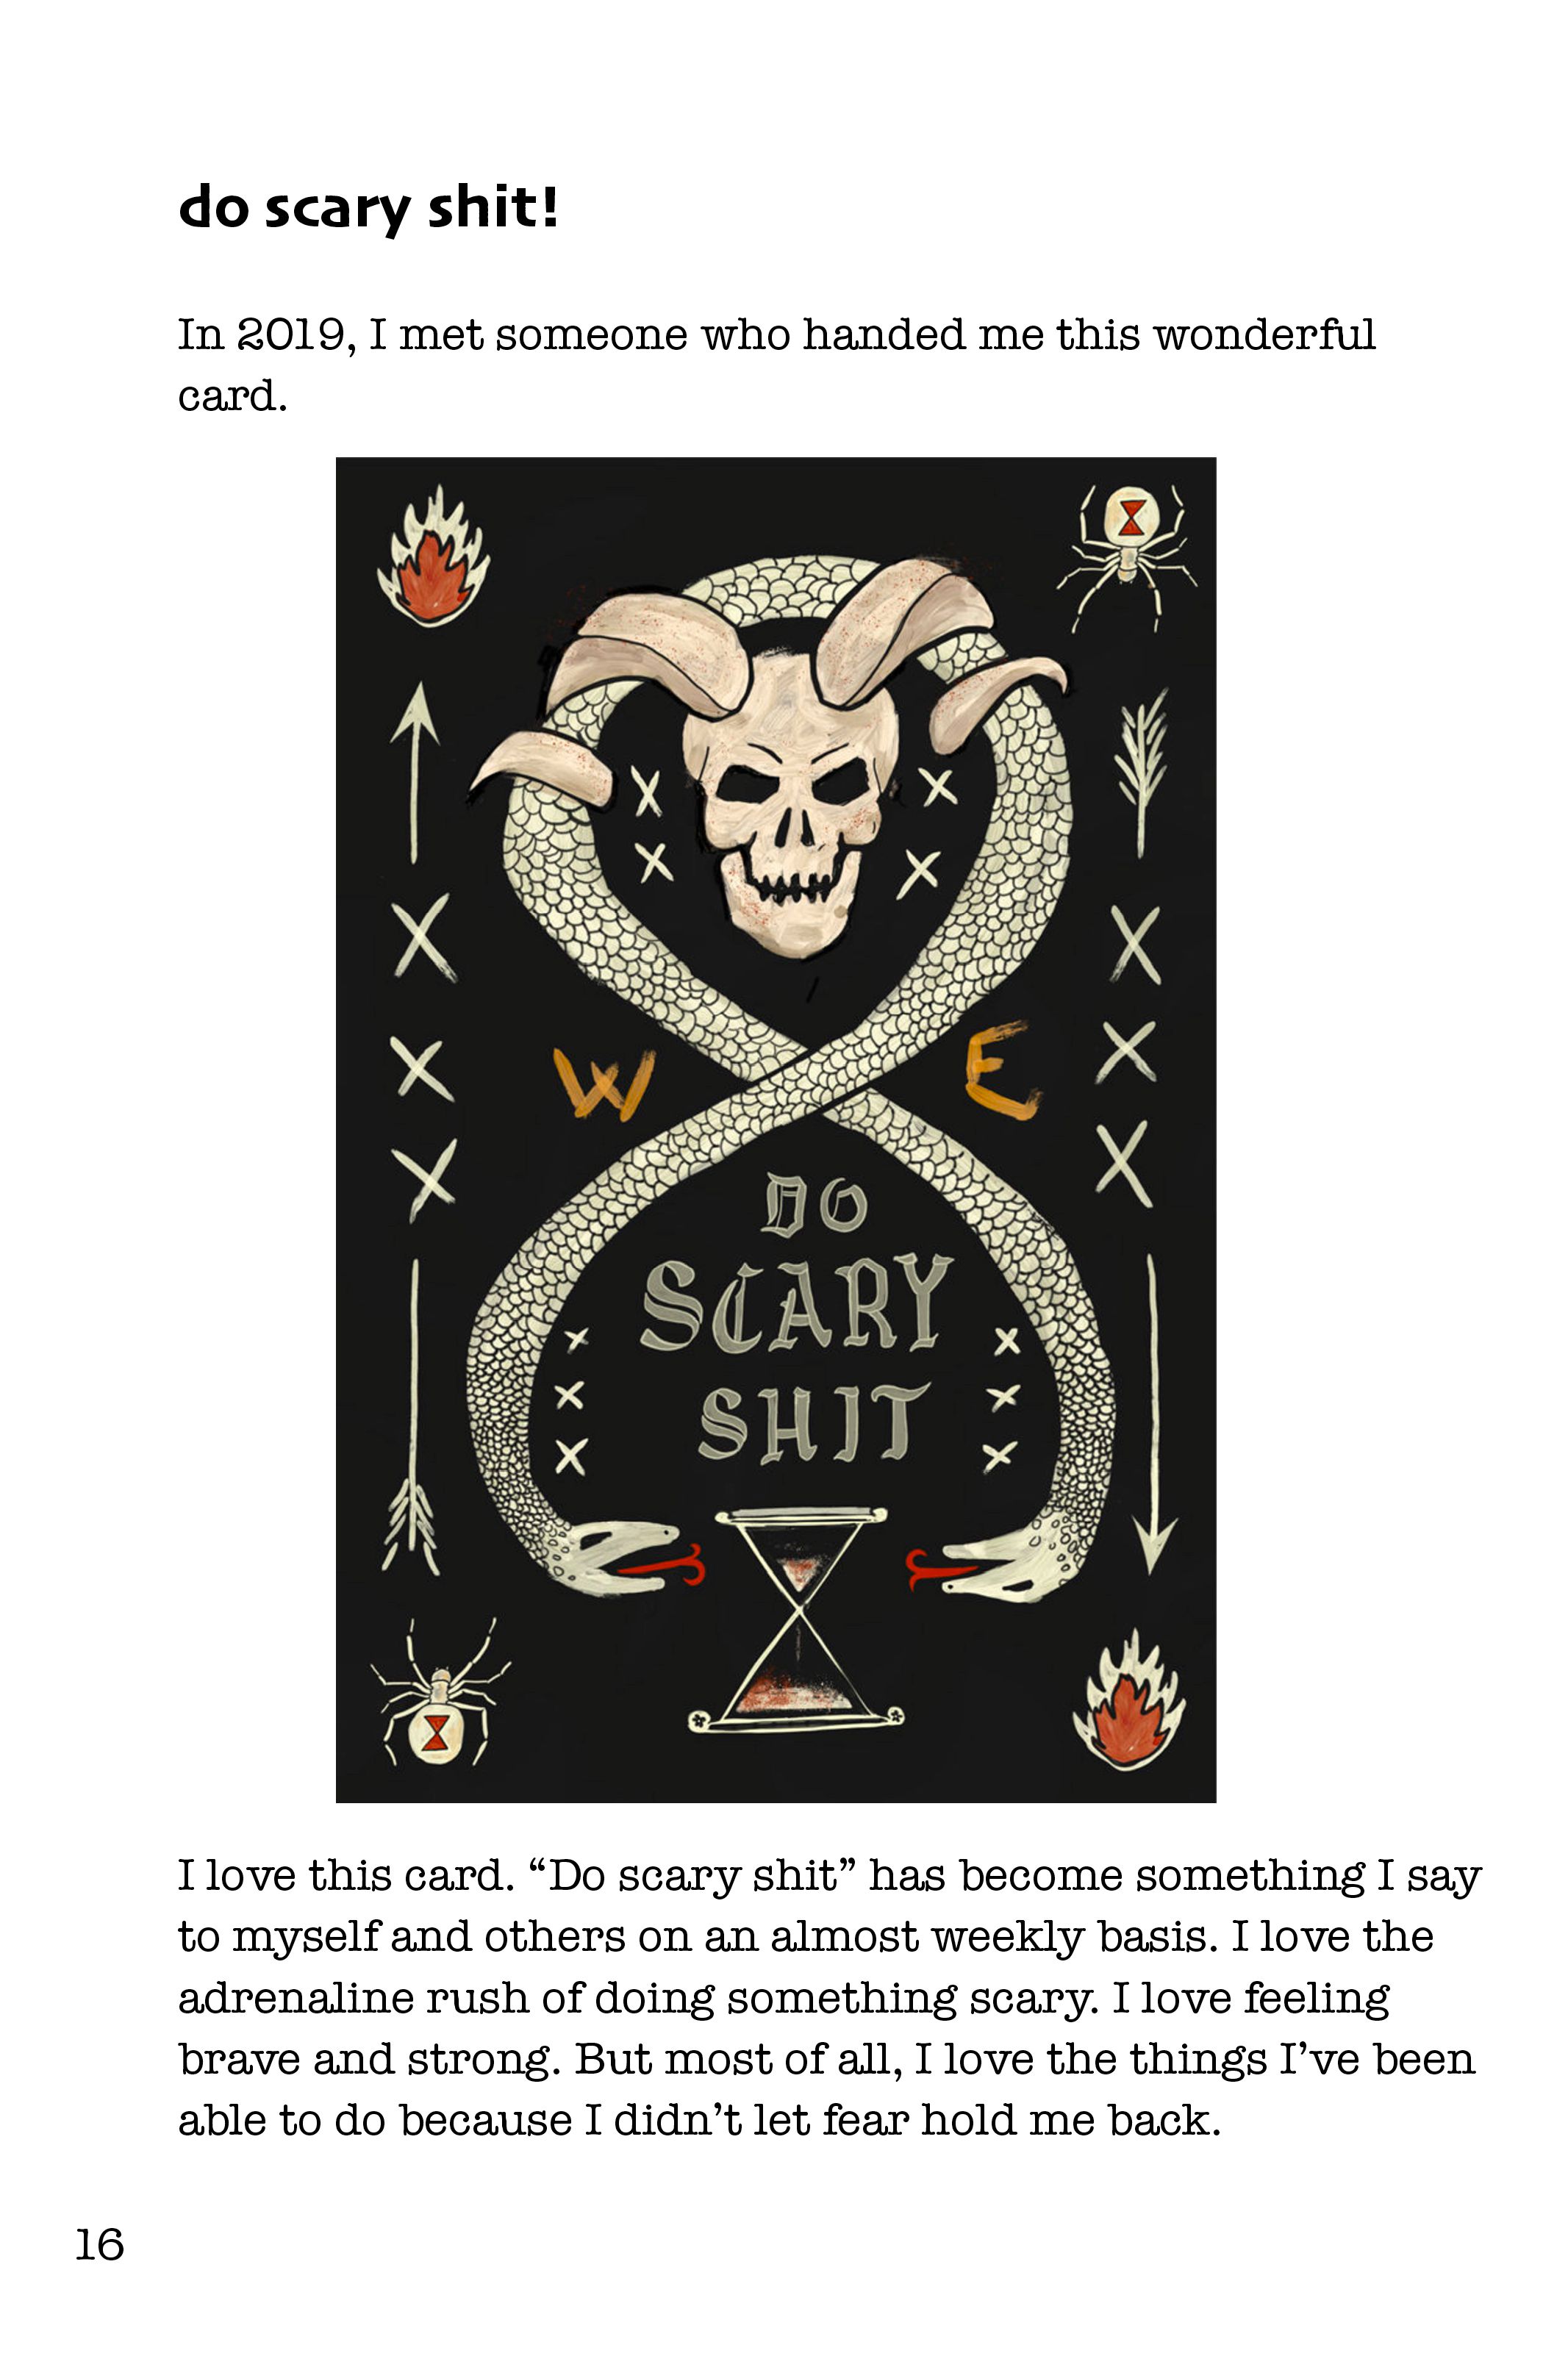 do scary shit!
In 2019, I met someone who handed me this wonderful
card.
W E
DO
SCARY
SHIT
I love this card. “Do scary shit” has become something I say
to myself and others on an almost weekly basis. I love the
adrenaline rush of doing something scary. I love feeling
brave and strong. But most of all, I love the things I’ve been
able to do because I didn’t let fear hold me back.
16